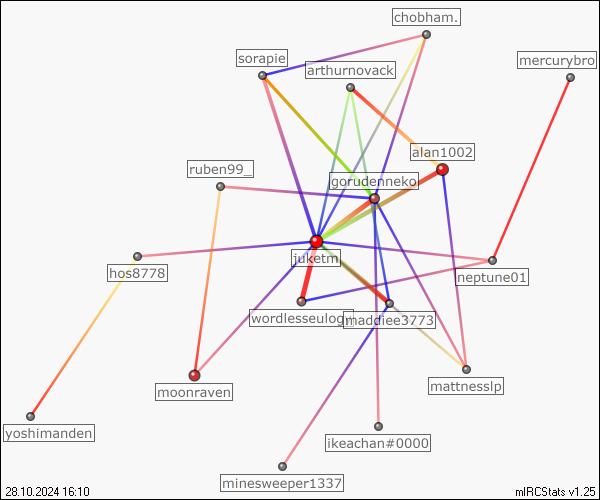 chobham.
sorapie
mercurybro
arthurnovack
alan1002
ruben99_
gorudenneko
juketm
hos8778
neptune01
wordlesseulog
maddiee3773
mattnesslp
moonraven
yoshimanden
ikeachan#0000
minesweeper1337
28.10.2024 16:10
mIRCStats v1.25